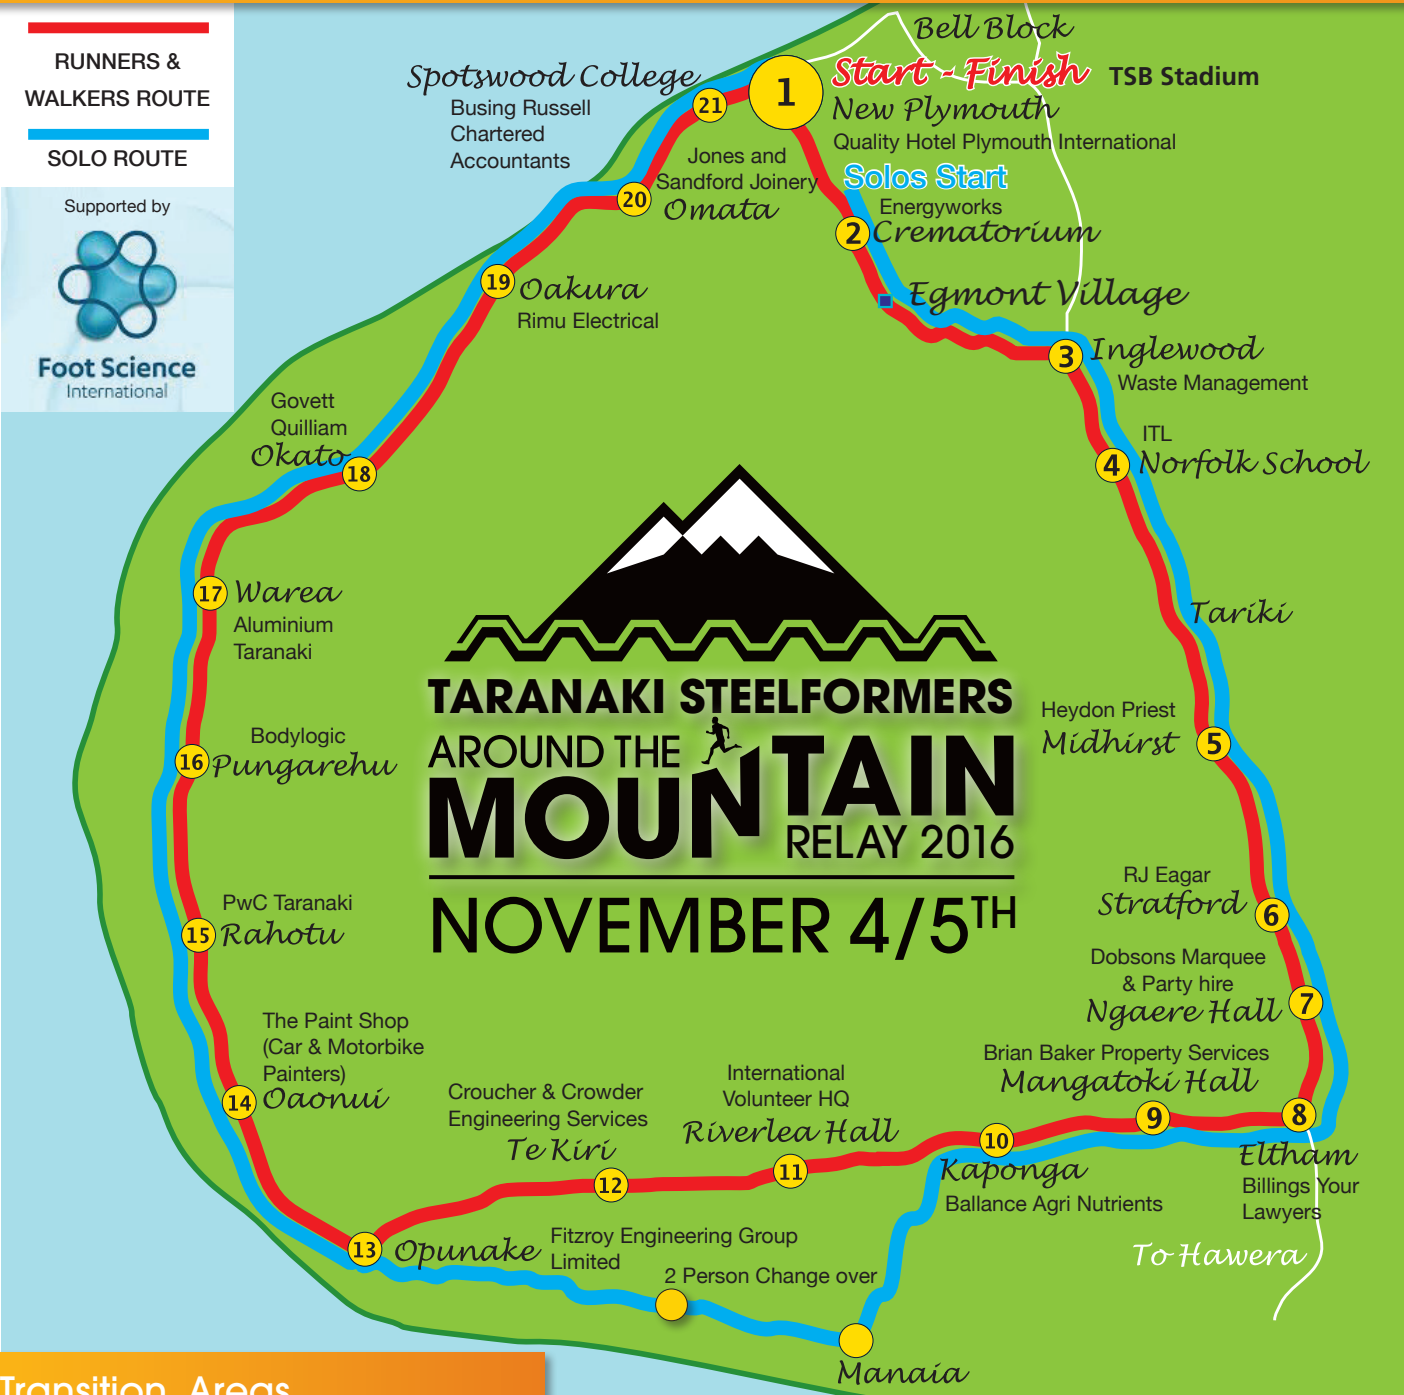 RUNNERS &
WALKERS ROUTE
SOLO ROUTE
Supported by
Foot Science
International
Bell Block
Start - Finish TSB Stadium
1
New Plymouth
Quality Hotel Plymouth International
Solos Start
Energyworks
2 Crematorium
Egmont Village
3 Inglewood
Waste Management
ITL
4 Norfolk School
Tariki
Heydon Priest
Midhirst 5
RJ Eagar
Stratford 6
Dobsons Marquee
& Party hire
Ngaere Hall 7
Brian Baker Property Services
Mangatoki Hall
9
8
Eltham
Billings Your
Lawyers
To Hawera
10
Kaponga
Ballance Agri Nutrients
International
Volunteer HQ
Riverlea Hall
11
Croucher & Crowder
Engineering Services
Te Kiri
12
Manaia
2 Person Change over
Fitzroy Engineering Group
Limited
13 Opunake
The Paint Shop
(Car & Motorbike
Painters)
14 Oaonui
PwC Taranaki
15 Rahotu
Bodylogic
16 Pungarehu
17 Warea
Aluminium
Taranaki
Govett
Quilliam
Okato
18
19 Oakura
Rimu Electrical
Jones and
Sandford Joinery
20 Omata
Spotswood College
21
Busing Russell
Chartered
Accountants
TARANAKI STEELFORMERS
AROUND THE
MOUNTAIN
RELAY 2016
NOVEMBER 4/5TH
Transition Areas